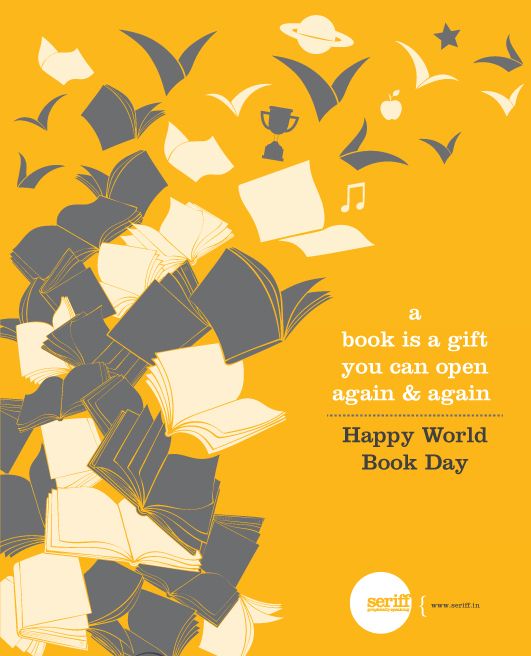 a
book is a gift
you can open
again & again
Happy World
Book Day
seriff
www.seriff.in